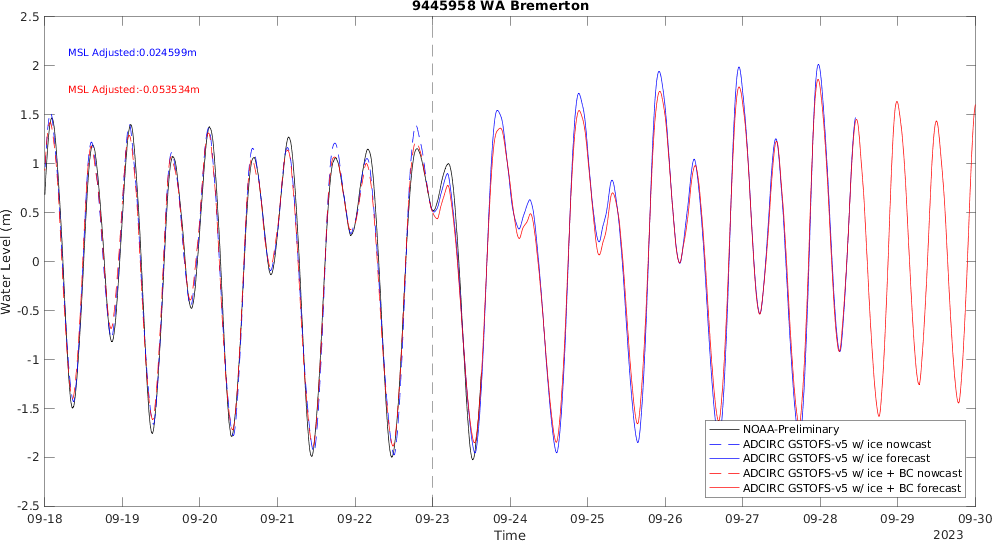 9445958 WA Bremerton
MSL Adjusted:0.024599m
MSL Adjusted:-0.053534m
Water Level (m)
2.5
2
1.5
1
0.5
0
-0.5
-1
-1.5
-2
-2.5
NOAA-Preliminary
ADCIRC GSTOFS-v5 w/ ice nowcast
ADCIRC GSTOFS-v5 w/ ice forecast
ADCIRC GSTOFS-v5 w/ ice + BC nowcast
ADCIRC GSTOFS-v5 w/ ice + BC forecast
09-18 09-19 09-20 09-21 09-22 09-23 09-24 09-25 09-26 09-27 09-28 09-29 09-30
Time
2023